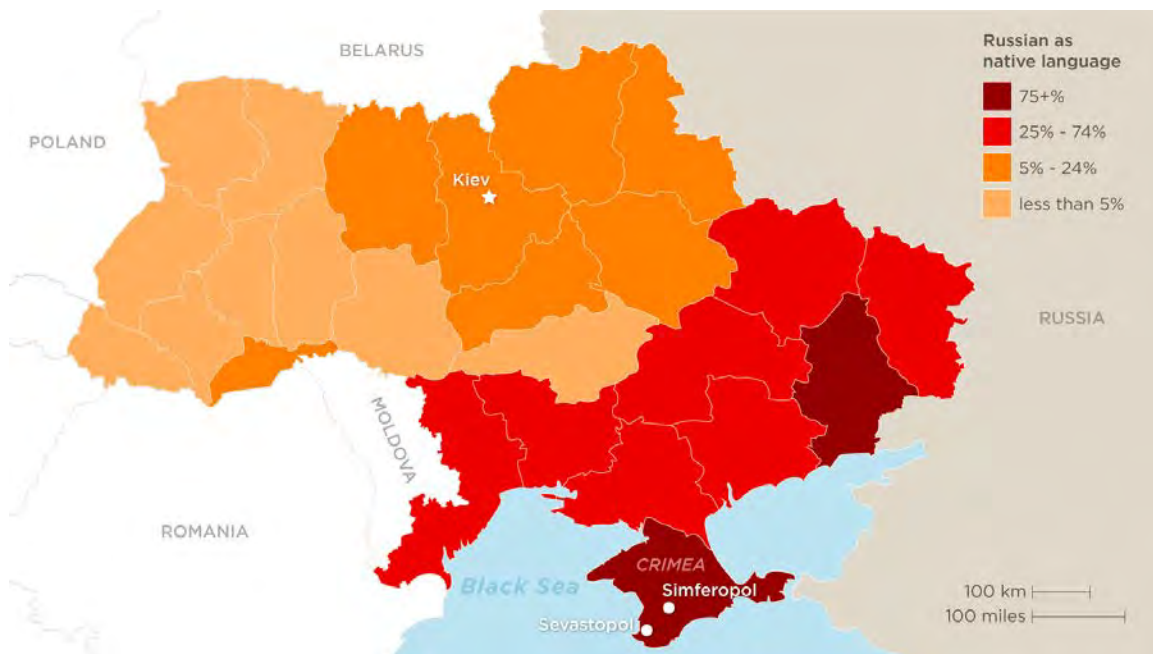 BELARUS
POLAND
Kiev
Russian as
native language
75+%
25% - 74%
5% - 24%
less than 5%
RUSSIA
MOLDOVA
ROMANIA
CRIMEA
Black Sea
Simferopol
Sevastopol
100 km
100 miles